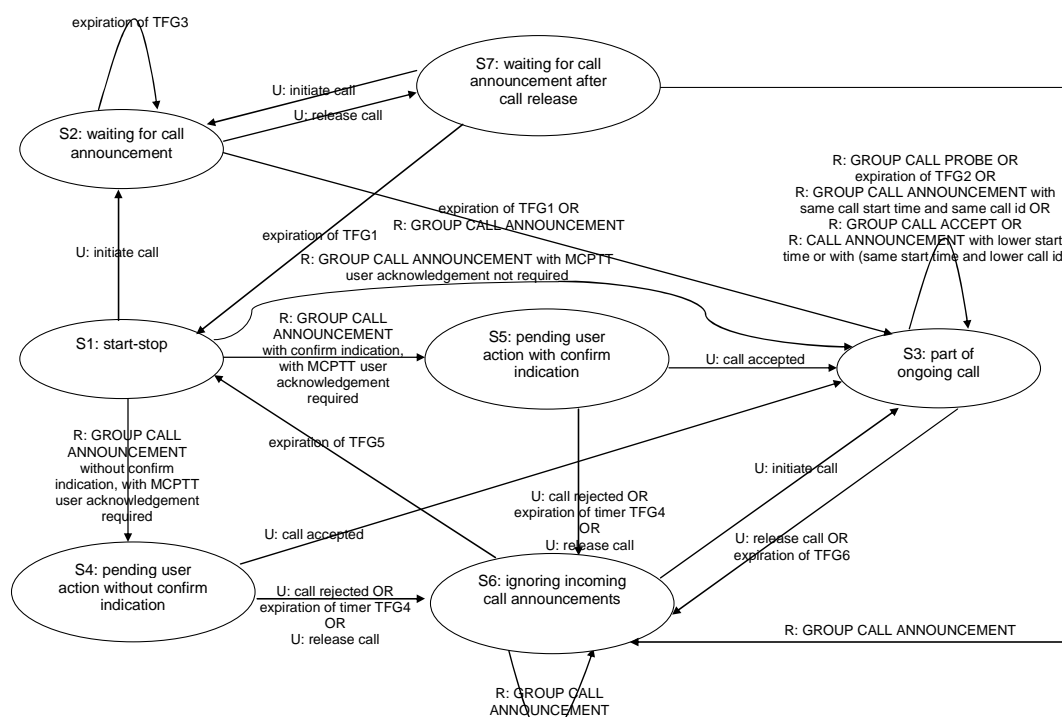 expiration of TFG3
S7: waiting for call
announcement after
call release
U: initiate call
U: release call
S2: waiting for call
announcement
R: GROUP CALL PROBE OR
expiration of TFG2 OR
R: GROUP CALL ANNOUNCEMENT with
same call start time and same call id OR
R: GROUP CALL ACCEPT OR
R: CALL ANNOUNCEMENT with lower start
time or with (same start time and lower call id
expiration of TFG1 OR
R: GROUP CALL ANNOUNCEMENT
expiration of TFG1
U: initiate call
R: GROUP CALL ANNOUNCEMENT with MCPTT
user acknowledgement not required
S1: start-stop
R: GROUP CALL
ANNOUNCEMENT
with confirm indication,
with MCPTT user
acknowledgement
required
S5: pending user
action with confirm
indication
U: call accepted
S3: part of
ongoing call
R: GROUP CALL
ANNOUNCEMENT
without confirm
indication, with MCPTT
user acknowledgement
required
expiration of TFG5
U: initiate call
U: call rejected OR
expiration of timer TFG4
OR
U: release call
U: call accepted
U: release call OR
expiration of TFG6
S4: pending user
action without confirm
indication
U: call rejected OR
expiration of timer TFG4
OR
U: release call
S6: ignoring incoming
call announcements
R: GROUP CALL ANNOUNCEMENT
R: GROUP CALL
ANNOUNCEMENT